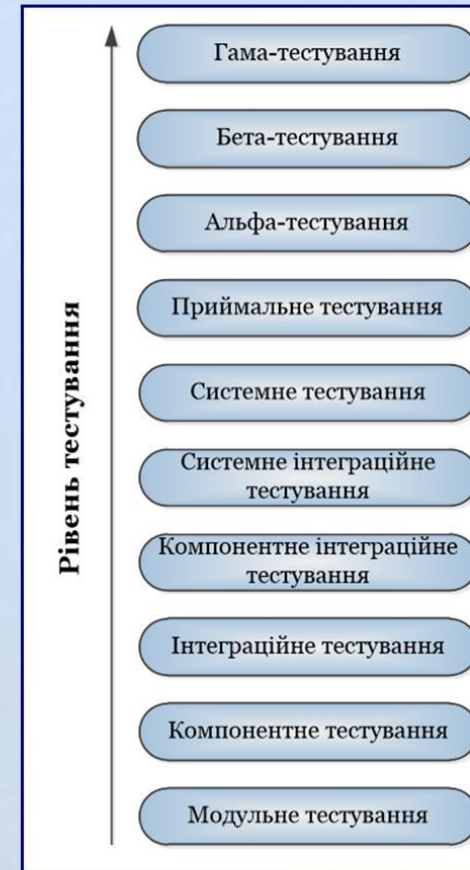 Гама-тестування
Бета-тестування
Альфа-тестування
Приймальне тестування
Системне тестування
Системне інтеграційне
тестування
Компонентне інтеграційне
тестування
Інтеграційне тестування
Компонентне тестування
Модульне тестування
Рівень тестування